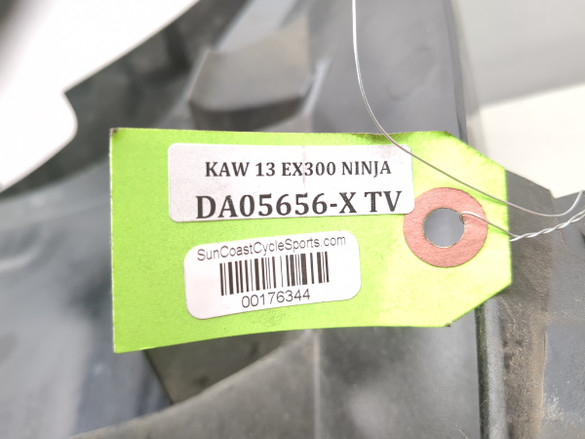 KAW 13 EX300 NINJA
DA05656-X TV
SunCoastCycleSports.com
00176344